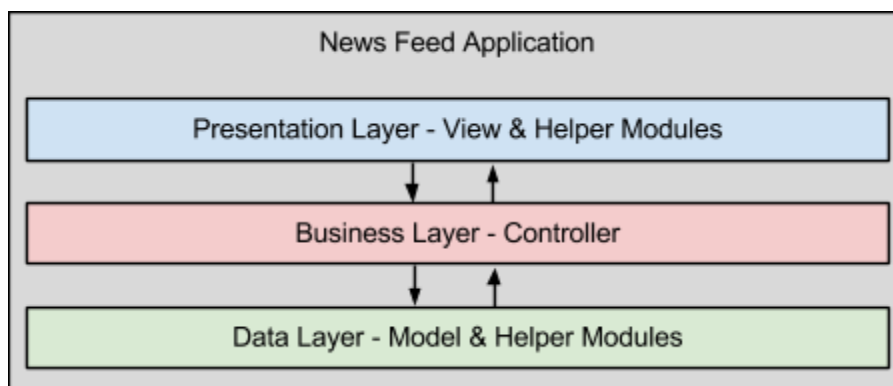 News Feed Application
Presentation Layer - View & Helper Modules
Business Layer - Controller
Data Layer - Model & Helper Modules